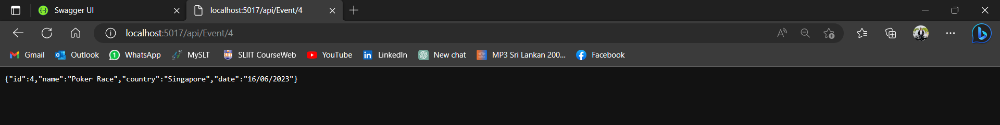 Swagger UI localhost:5017/api/Event/4
localhost:5017/api/Event/4
Gmail Outlook WhatsApp MySLT SLIIT CourseWeb YouTube LinkedIn New chat MP3 Sri Lankan 200... Facebook
{"id":4,"name":"Poker Race","country":"Singapore","date":"16/06/2023"}